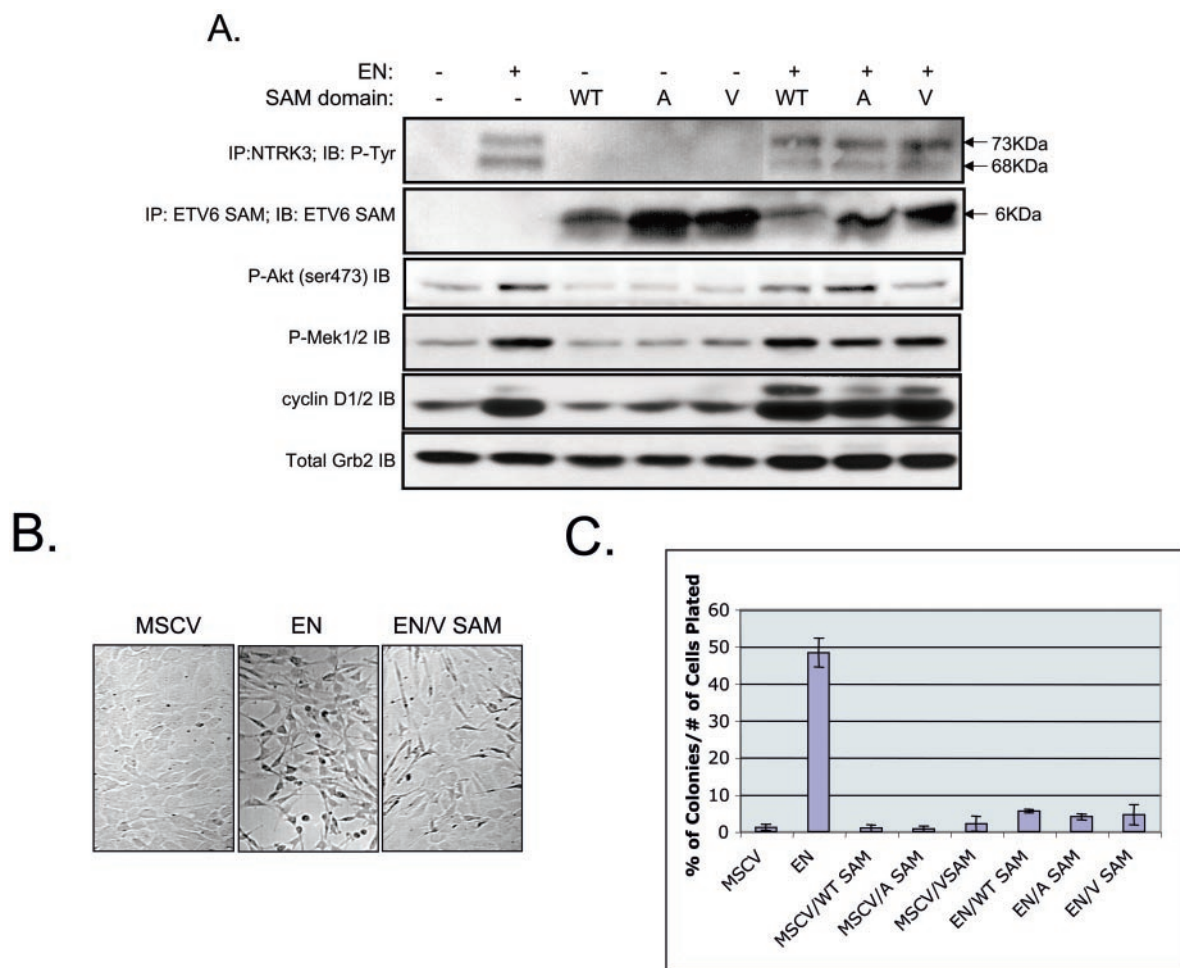 A.
EN: - + - - - + + +
SAM domain: - - WT A V WT A V
IP:NTRK3; IB: P-Tyr
73KDa
68KDa
IP: ETV6 SAM; IB: ETV6 SAM
6KDa
P-Akt (ser473) IB
P-Mek1/2 IB
cyclin D1/2 IB
Total Grb2 IB
B.
MSCV EN EN/V SAM
C.
% of Colonies/# of Cells Plated
60
50
40
30
20
10
0
MSCV
EN
MSCV/WT SAM
MSCV/A SAM
MSCV/VSAM
EN/WT SAM
EN/A SAM
EN/V SAM